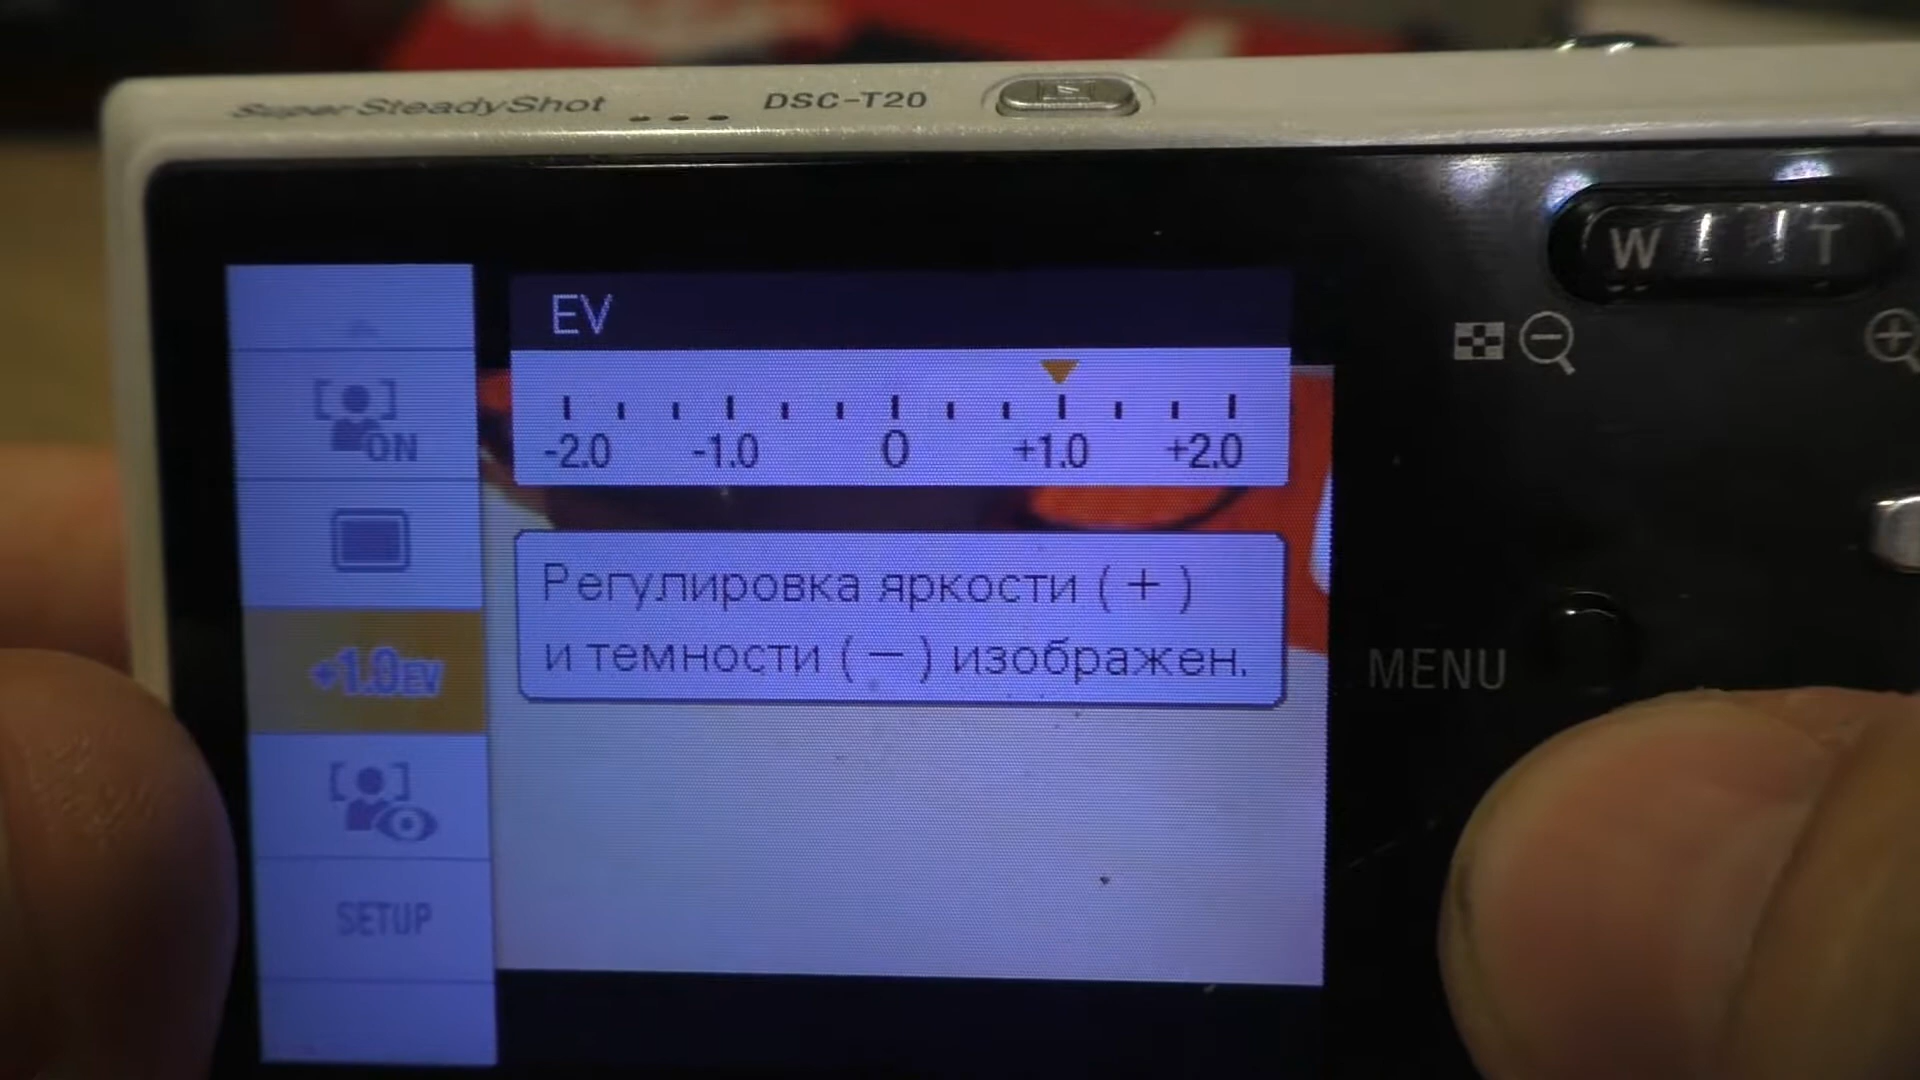 Super SteadyShot DSC-T20
W T
EV
-2.0 -1.0 0 +1.0 +2.0
ON
Регулировка яркости ( + )
и темности ( — ) изображен.
+1.0EV
MENU
SETUP